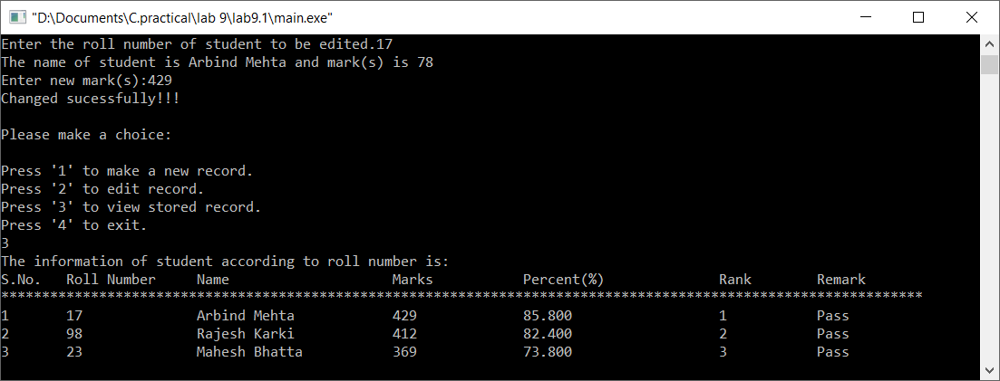 "D:\Documents\C.practical\lab 9\lab9.1\main.exe"
Enter the roll number of student to be edited.17
The name of student is Arbind Mehta and mark(s) is 78
Enter new mark(s):429
Changed sucessfully!!!
Please make a choice:
Press '1' to make a new record.
Press '2' to edit record.
Press '3' to view stored record.
Press '4' to exit.
3
The information of student according to roll number is:
S.No. Roll Number Name Marks Percent(%) Rank Remark
*****************************************************************************************************************
1 17 Arbind Mehta 429 85.800 1 Pass
2 98 Rajesh Karki 412 82.400 2 Pass
3 23 Mahesh Bhatta 369 73.800 3 Pass